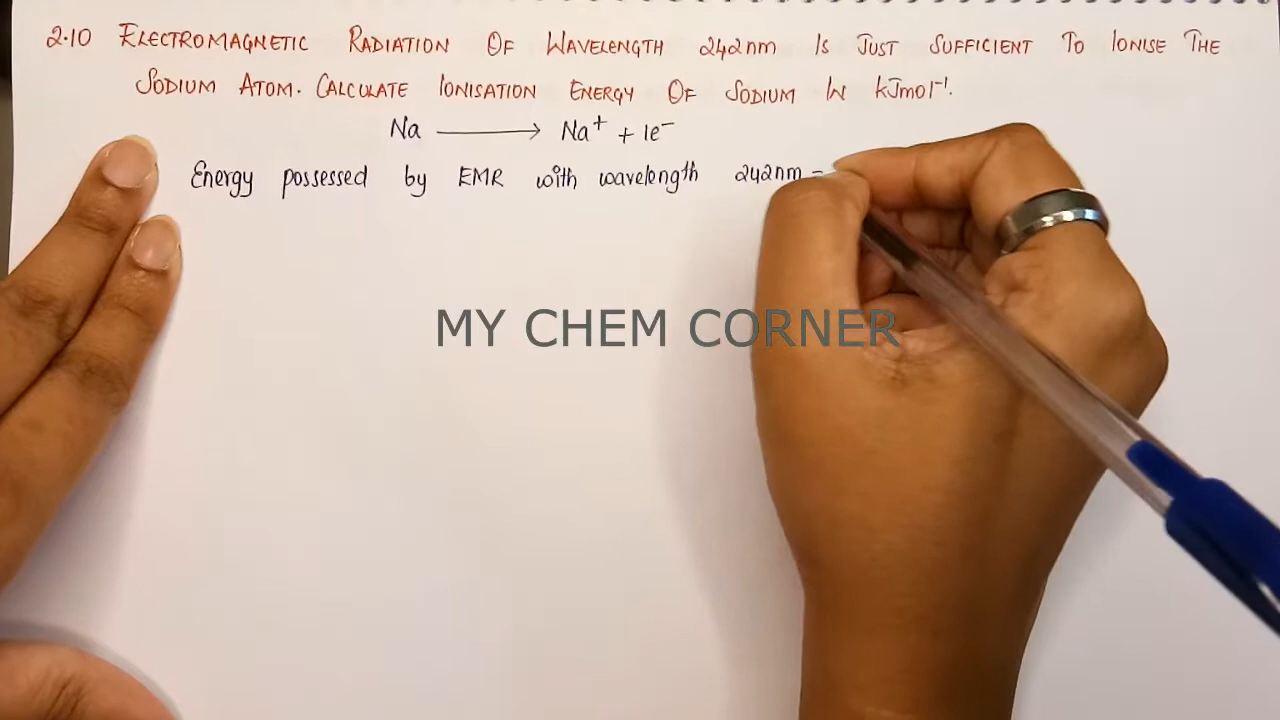 2.10 ELECTROMAGNETIC RADIATION OF WAVELENGTH 242nm IS JUST SUFFICIENT TO IONISE THE
SODIUM ATOM. CALCULATE IONISATION ENERGY OF SODIUM IN kJmol⁻¹.
Na ⟶ Na⁺ + 1e⁻
Energy possessed by EMR with wavelength 242nm =
MY CHEM CORNER